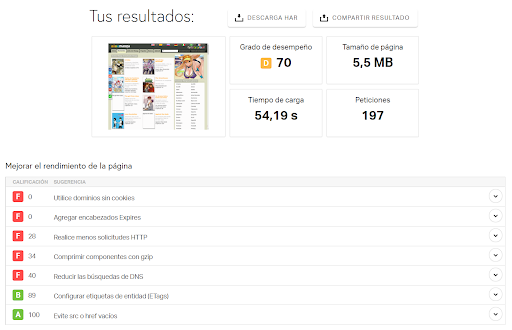 Tus resultados:
DESCARGA HAR
COMPARTIR RESULTADO
Grado de desempeño
D 70
Tamaño de página
5,5 MB
Tiempo de carga
54,19 s
Peticiones
197
Mejorar el rendimiento de la página
CALIFICACIÓN SUGERENCIA
F 0 Utilice dominios sin cookies
F 0 Agregar encabezados Expires
F 28 Realice menos solicitudes HTTP
F 34 Comprimir componentes con gzip
F 40 Reducir las búsquedas de DNS
B 89 Configurar etiquetas de entidad (ETags)
A 100 Evite src o href vacíos